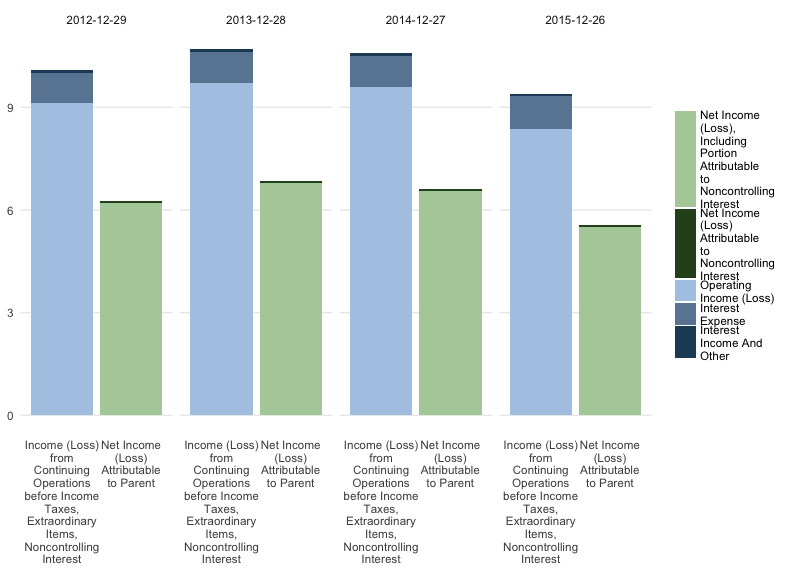 2012-12-29
2013-12-28
2014-12-27
2015-12-26
9
6
3
0
Income (Loss)
from
Continuing
Operations
before Income
Taxes,
Extraordinary
Items,
Noncontrolling
Interest
Net Income
(Loss)
Attributable
to Parent
Income (Loss)
from
Continuing
Operations
before Income
Taxes,
Extraordinary
Items,
Noncontrolling
Interest
Net Income
(Loss)
Attributable
to Parent
Income (Loss)
from
Continuing
Operations
before Income
Taxes,
Extraordinary
Items,
Noncontrolling
Interest
Net Income
(Loss)
Attributable
to Parent
Income (Loss)
from
Continuing
Operations
before Income
Taxes,
Extraordinary
Items,
Noncontrolling
Interest
Net Income
(Loss)
Attributable
to Parent
Net Income
(Loss),
Including
Portion
Attributable
to
Noncontrolling
Interest
Net Income
(Loss)
Attributable
to
Noncontrolling
Interest
Operating
Income (Loss)
Interest
Expense
Interest
Income And
Other